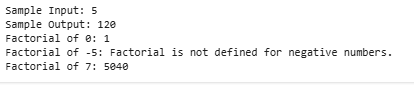 Sample Input: 5
Sample Output: 120
Factorial of 0: 1
Factorial of -5: Factorial is not defined for negative numbers.
Factorial of 7: 5040